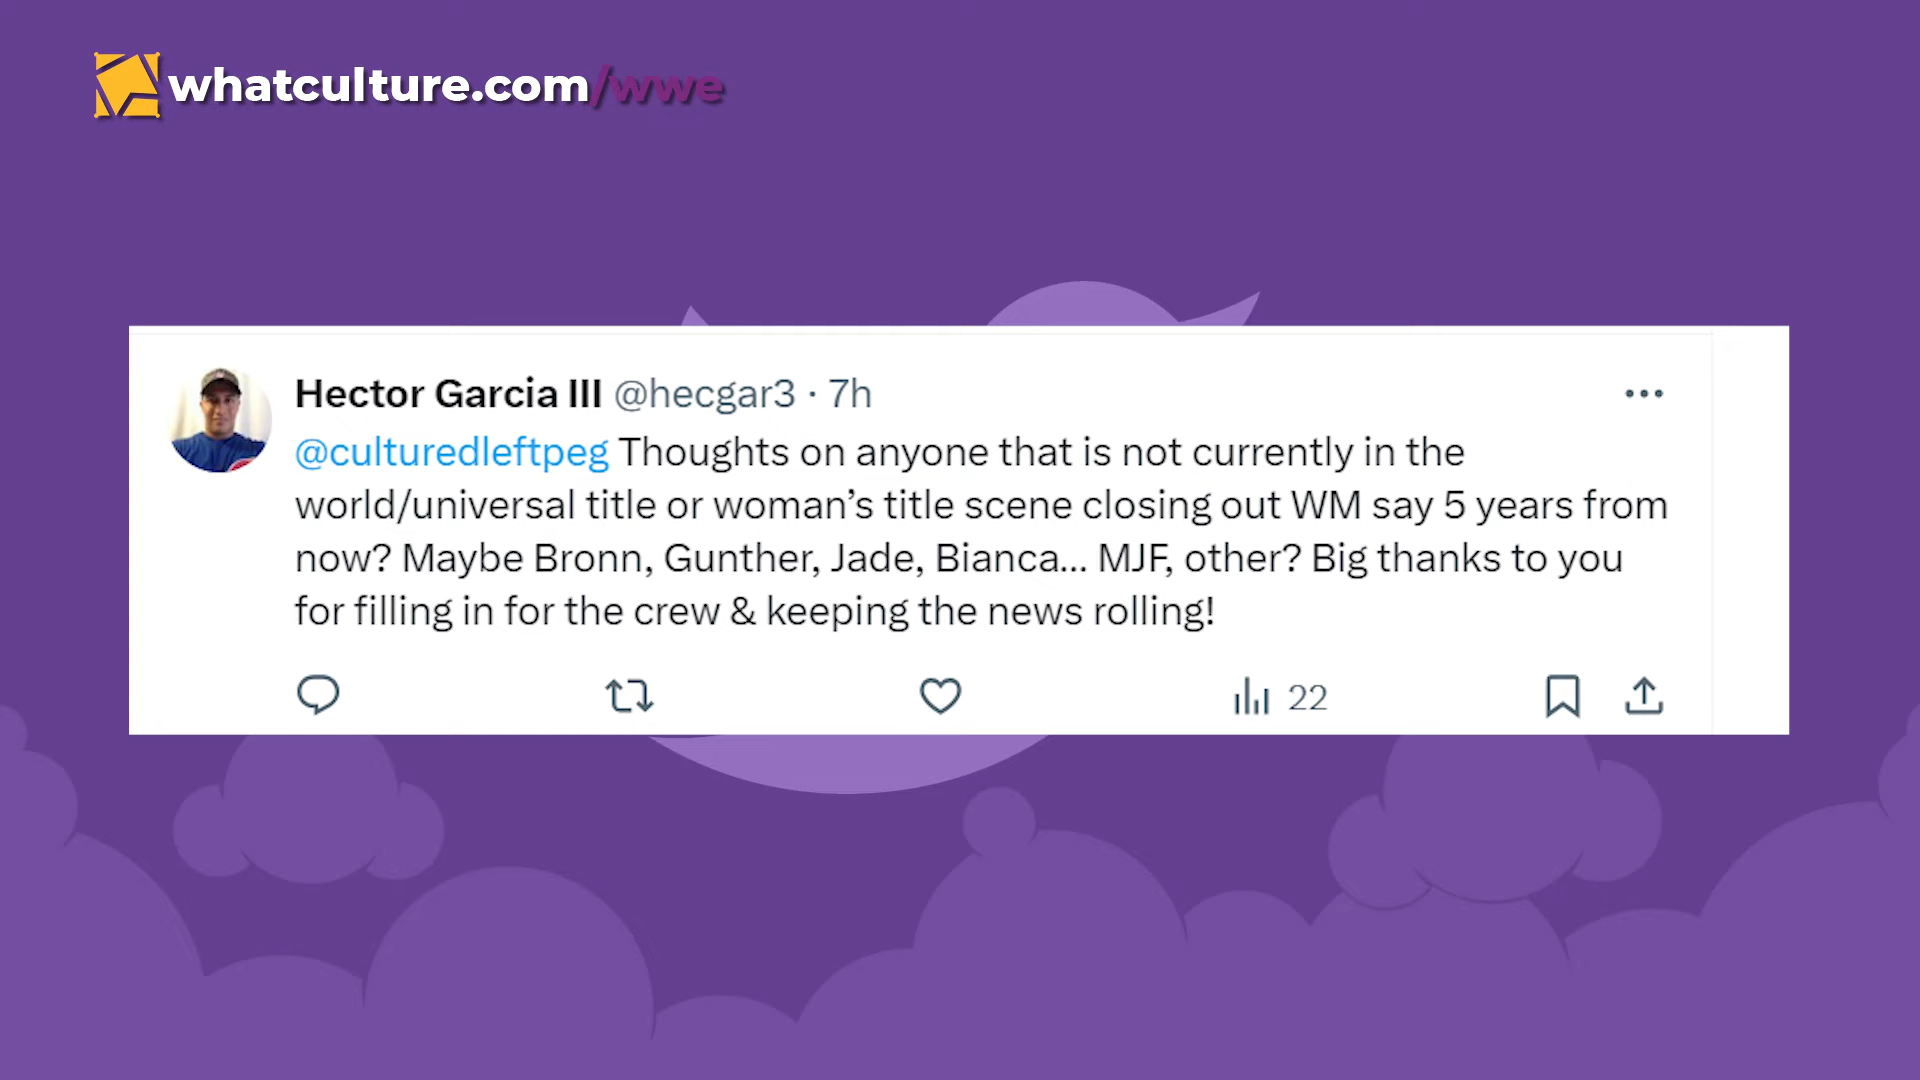 whatculture.com/wwe
Hector Garcia III @hecgar3 · 7h
@culturedleftpeg Thoughts on anyone that is not currently in the
world/universal title or woman’s title scene closing out WM say 5 years from
now? Maybe Bronn, Gunther, Jade, Bianca... MJF, other? Big thanks to you
for filling in for the crew & keeping the news rolling!
22